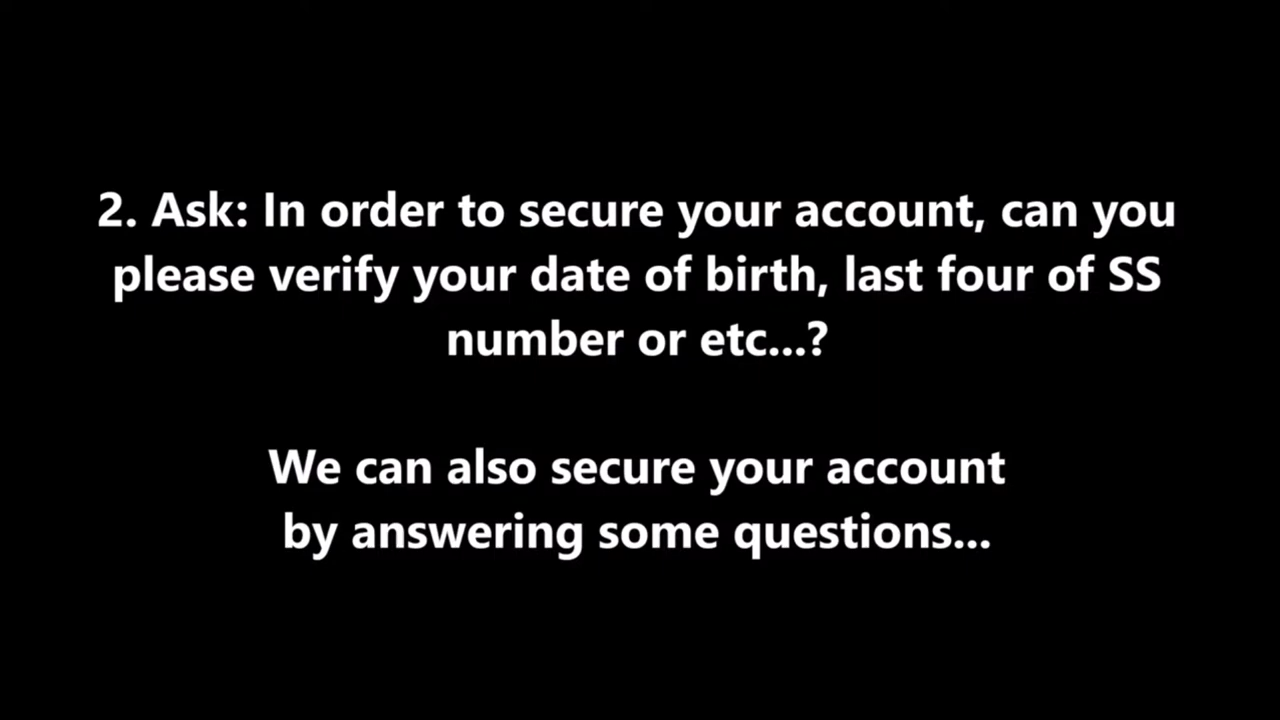 2. Ask: In order to secure your account, can you
please verify your date of birth, last four of SS
number or etc...?
We can also secure your account
by answering some questions...